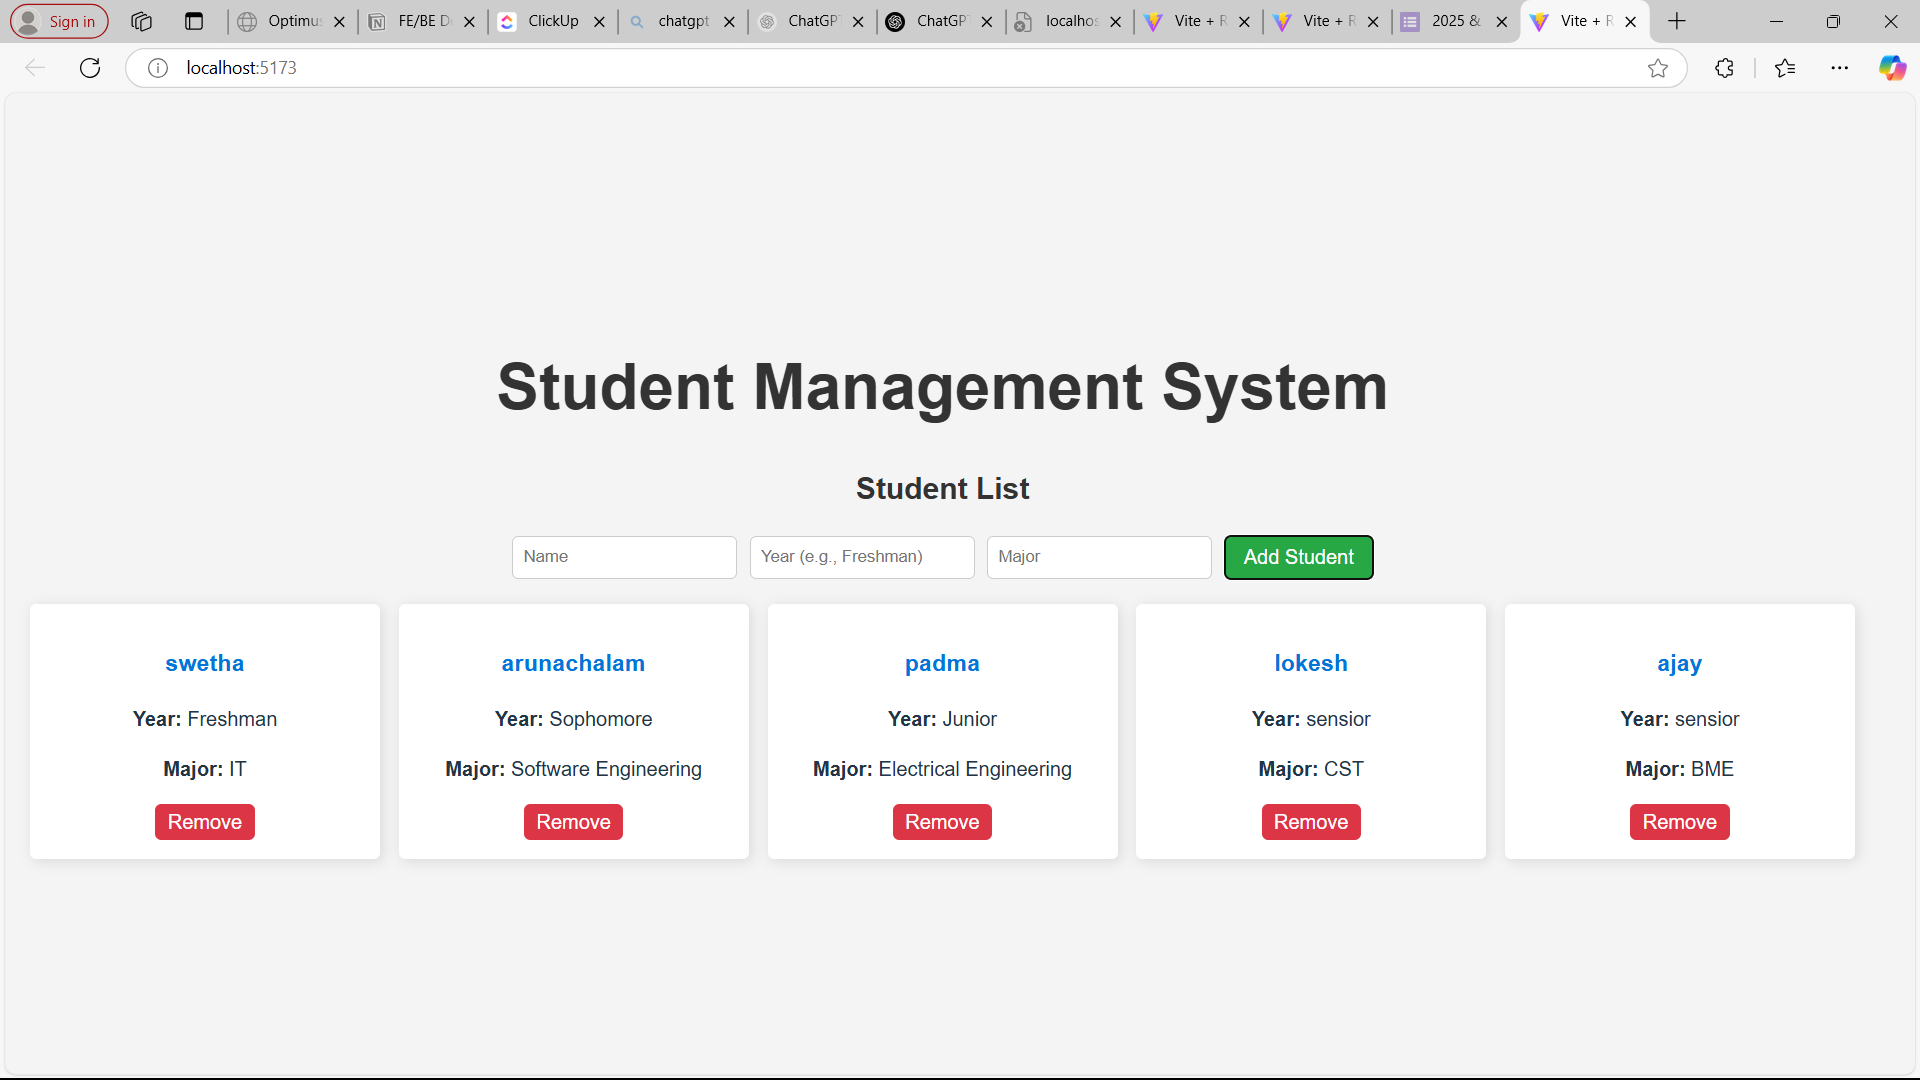 Sign in
Optimu
FE/BE D
ClickUp
chatgpt
ChatGP
ChatGP
localhos
Vite + R
Vite + R
2025 &
Vite + R
localhost:5173
Student Management System
Student List
Name Year (e.g., Freshman) Major Add Student
swetha arunachalam padma lokesh ajay
Year: Freshman Year: Sophomore Year: Junior Year: sensior Year: sensior
Major: IT Major: Software Engineering Major: Electrical Engineering Major: CST Major: BME
Remove Remove Remove Remove Remove